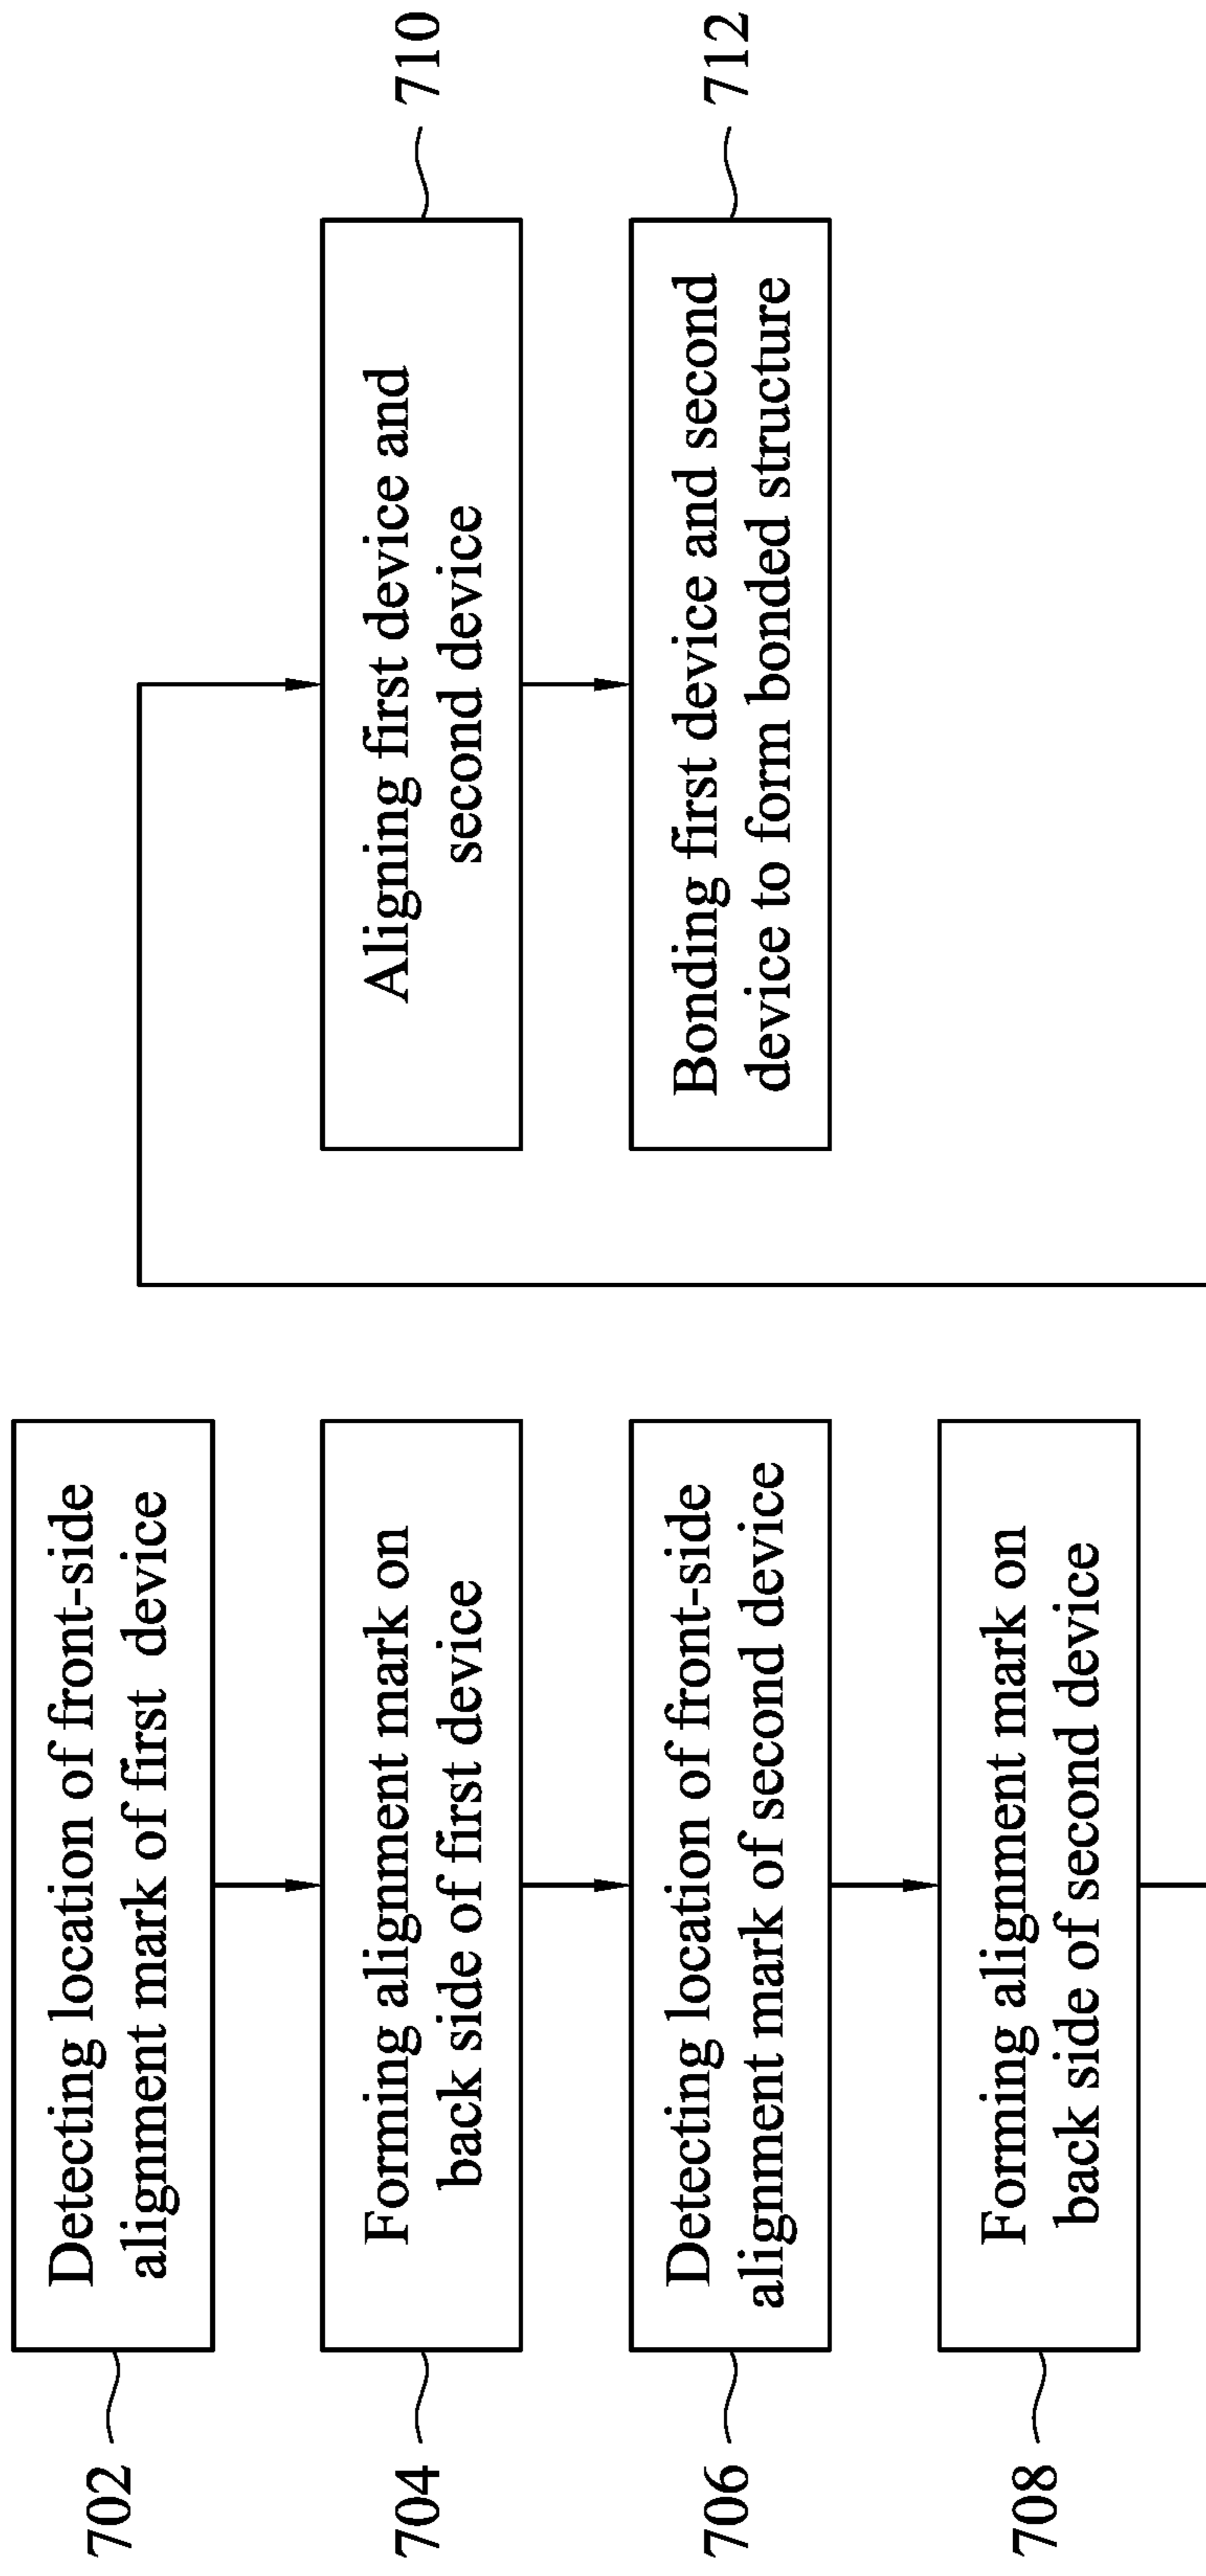 702
Detecting location of front-side
alignment mark of first device
704
Forming alignment mark on
back side of first device
706
Detecting location of front-side
alignment mark of second device
708
Forming alignment mark on
back side of second device
Aligning first device and
second device
710
Bonding first device and second
device to form bonded structure
712